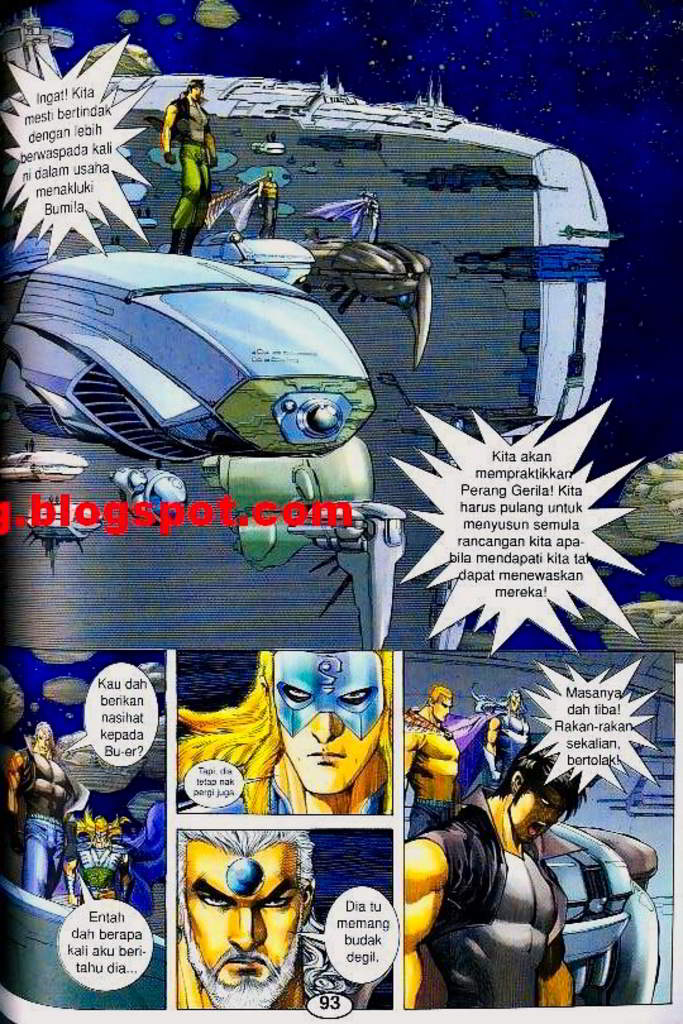 Ingat! Kita
mesti bertindak
dengan lebih
berwaspada kali
ni dalam usaha
menakluki
Bumi!a
Kita akan
mempraktikkan
Perang Gerila! Kita
harus pulang untuk
menyusun semula
rancangan kita apa-
bila mendapati kita tak
dapat menewaskan
mereka!
g.blogspot.com
Kau dah
berikan
nasihat
kepada
Bu-er?
Entah
dah berapa
kali aku beri-
tahu dia...
Tapi, dia
tetap nak
pergi juga.
Dia tu
memang
budak
degil.
Masanya
dah tiba!
Rakan-rakan
sekalian,
bertolak!
93